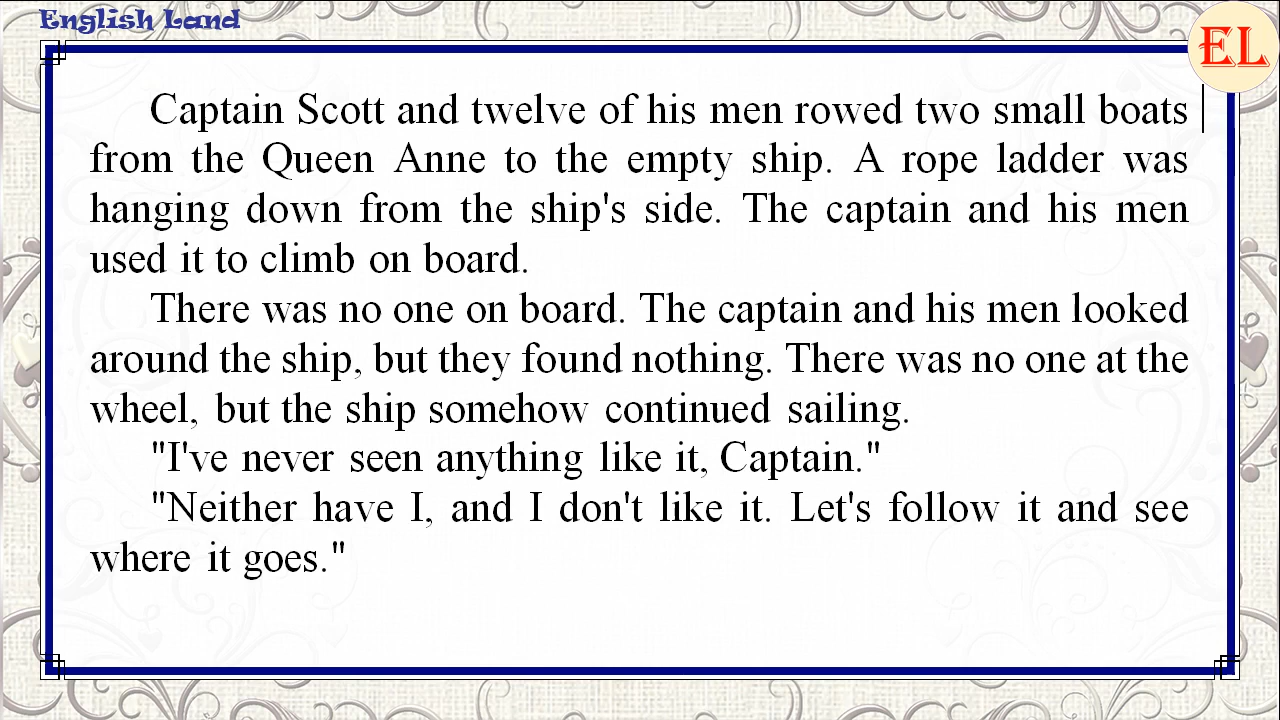 English Land
EL
Captain Scott and twelve of his men rowed two small boats
from the Queen Anne to the empty ship. A rope ladder was
hanging down from the ship's side. The captain and his men
used it to climb on board.
There was no one on board. The captain and his men looked
around the ship, but they found nothing. There was no one at the
wheel, but the ship somehow continued sailing.
"I've never seen anything like it, Captain."
"Neither have I, and I don't like it. Let's follow it and see
where it goes."